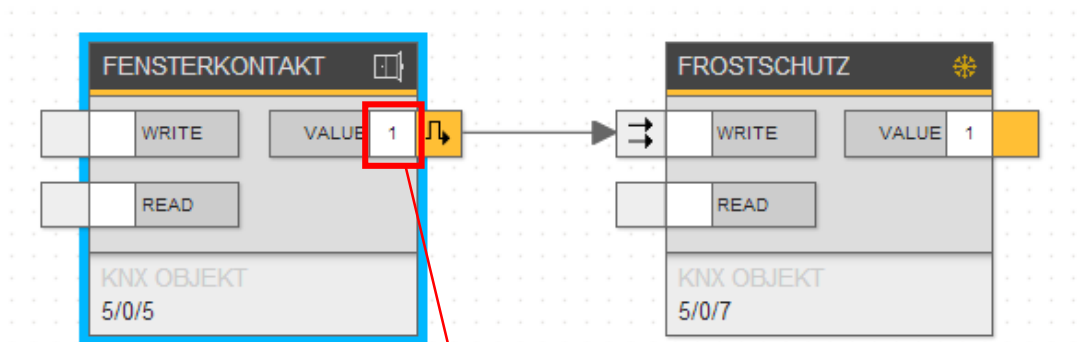 FENSTERKONTAKT
WRITE
VALUE 1
READ
KNX OBJEKT
5/0/5
FROSTSCHUTZ
WRITE
VALUE 1
READ
KNX OBJEKT
5/0/7